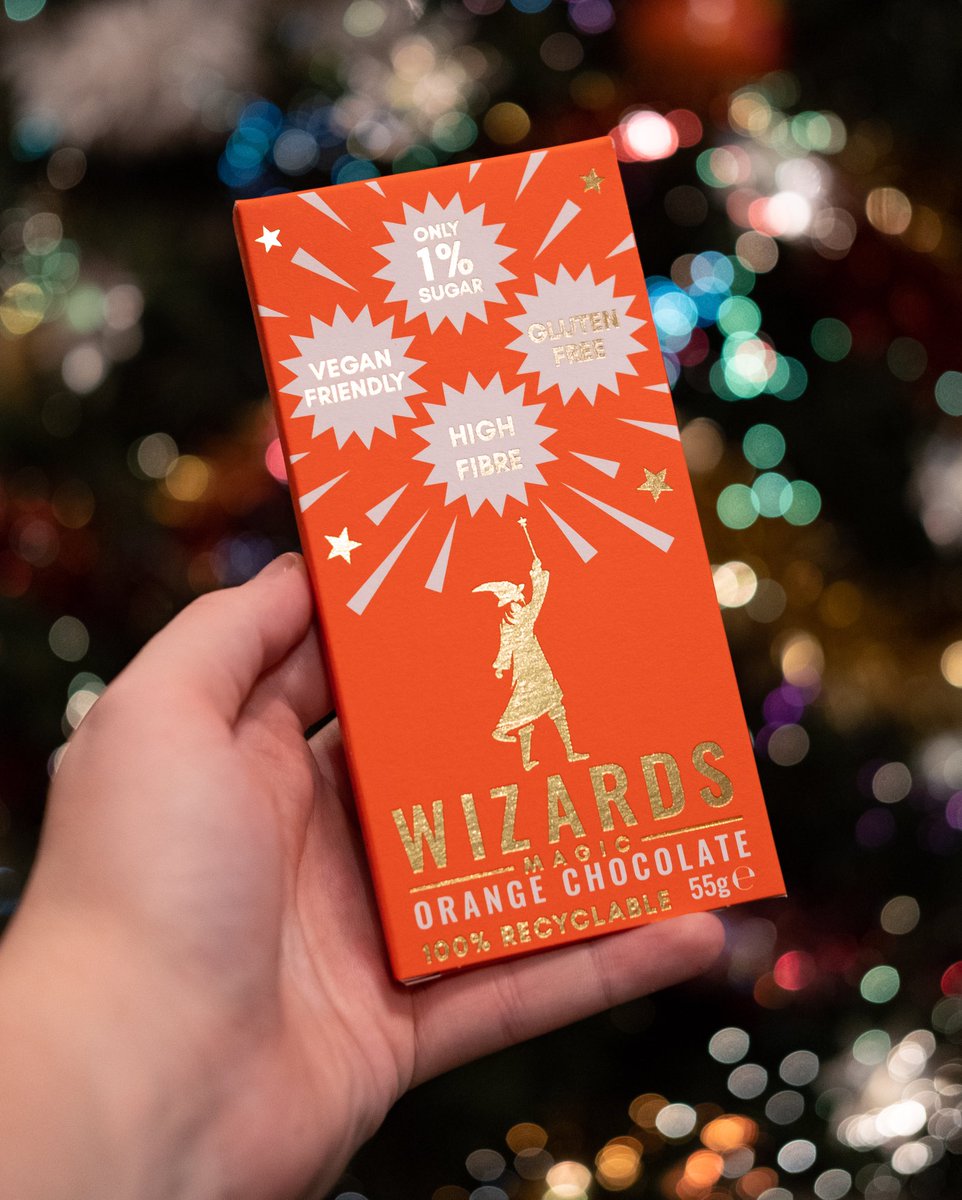 ONLY
1%
SUGAR
GLUTEN
FREE
VEGAN
FRIENDLY
HIGH
FIBRE
WIZARDS
MAGIC
ORANGE CHOCOLATE
100% RECYCLABLE 55g ℮